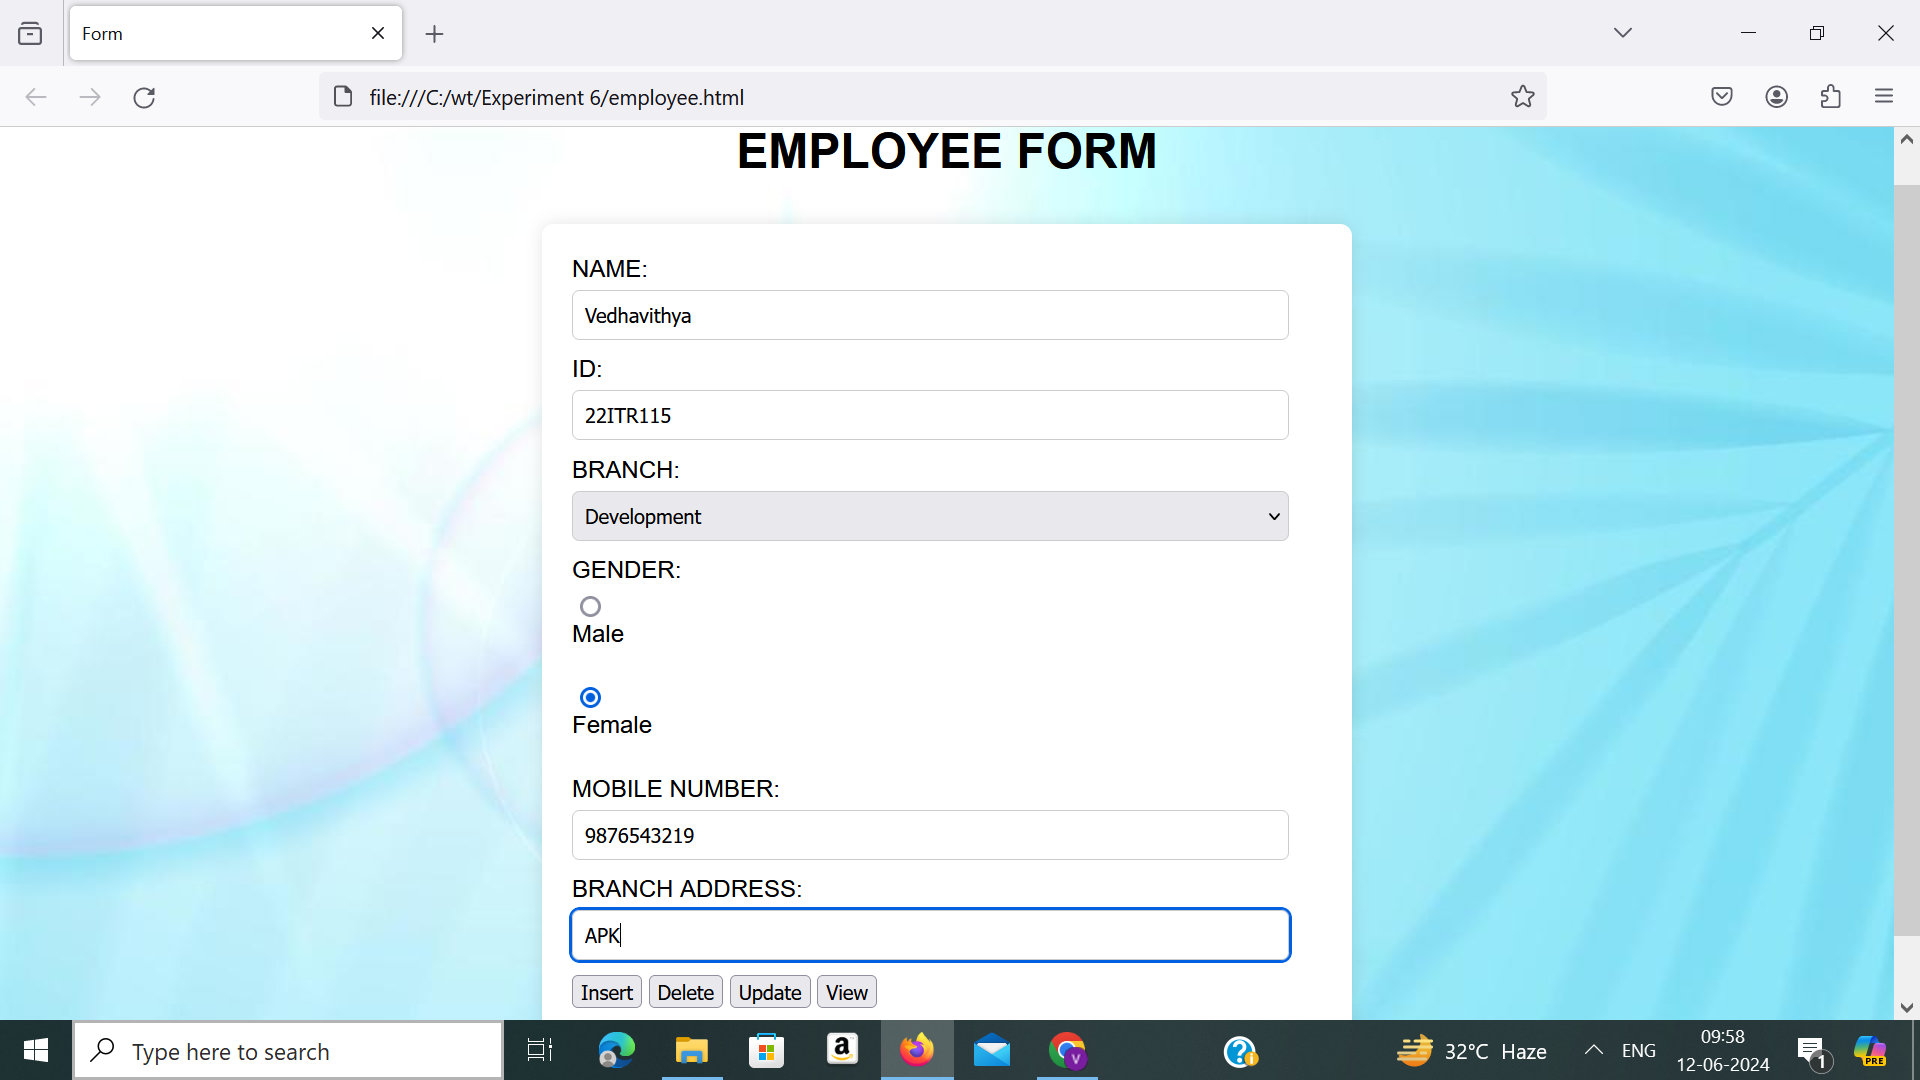 Form
file:///C:/wt/Experiment 6/employee.html
EMPLOYEE FORM
NAME:
Vedhavithya
ID:
22ITR115
BRANCH:
Development
GENDER:
Male
Female
MOBILE NUMBER:
9876543219
BRANCH ADDRESS:
APK
Insert Delete Update View
Type here to search
a
V
32°C Haze
ENG
09:58
12-06-2024
1
PRE